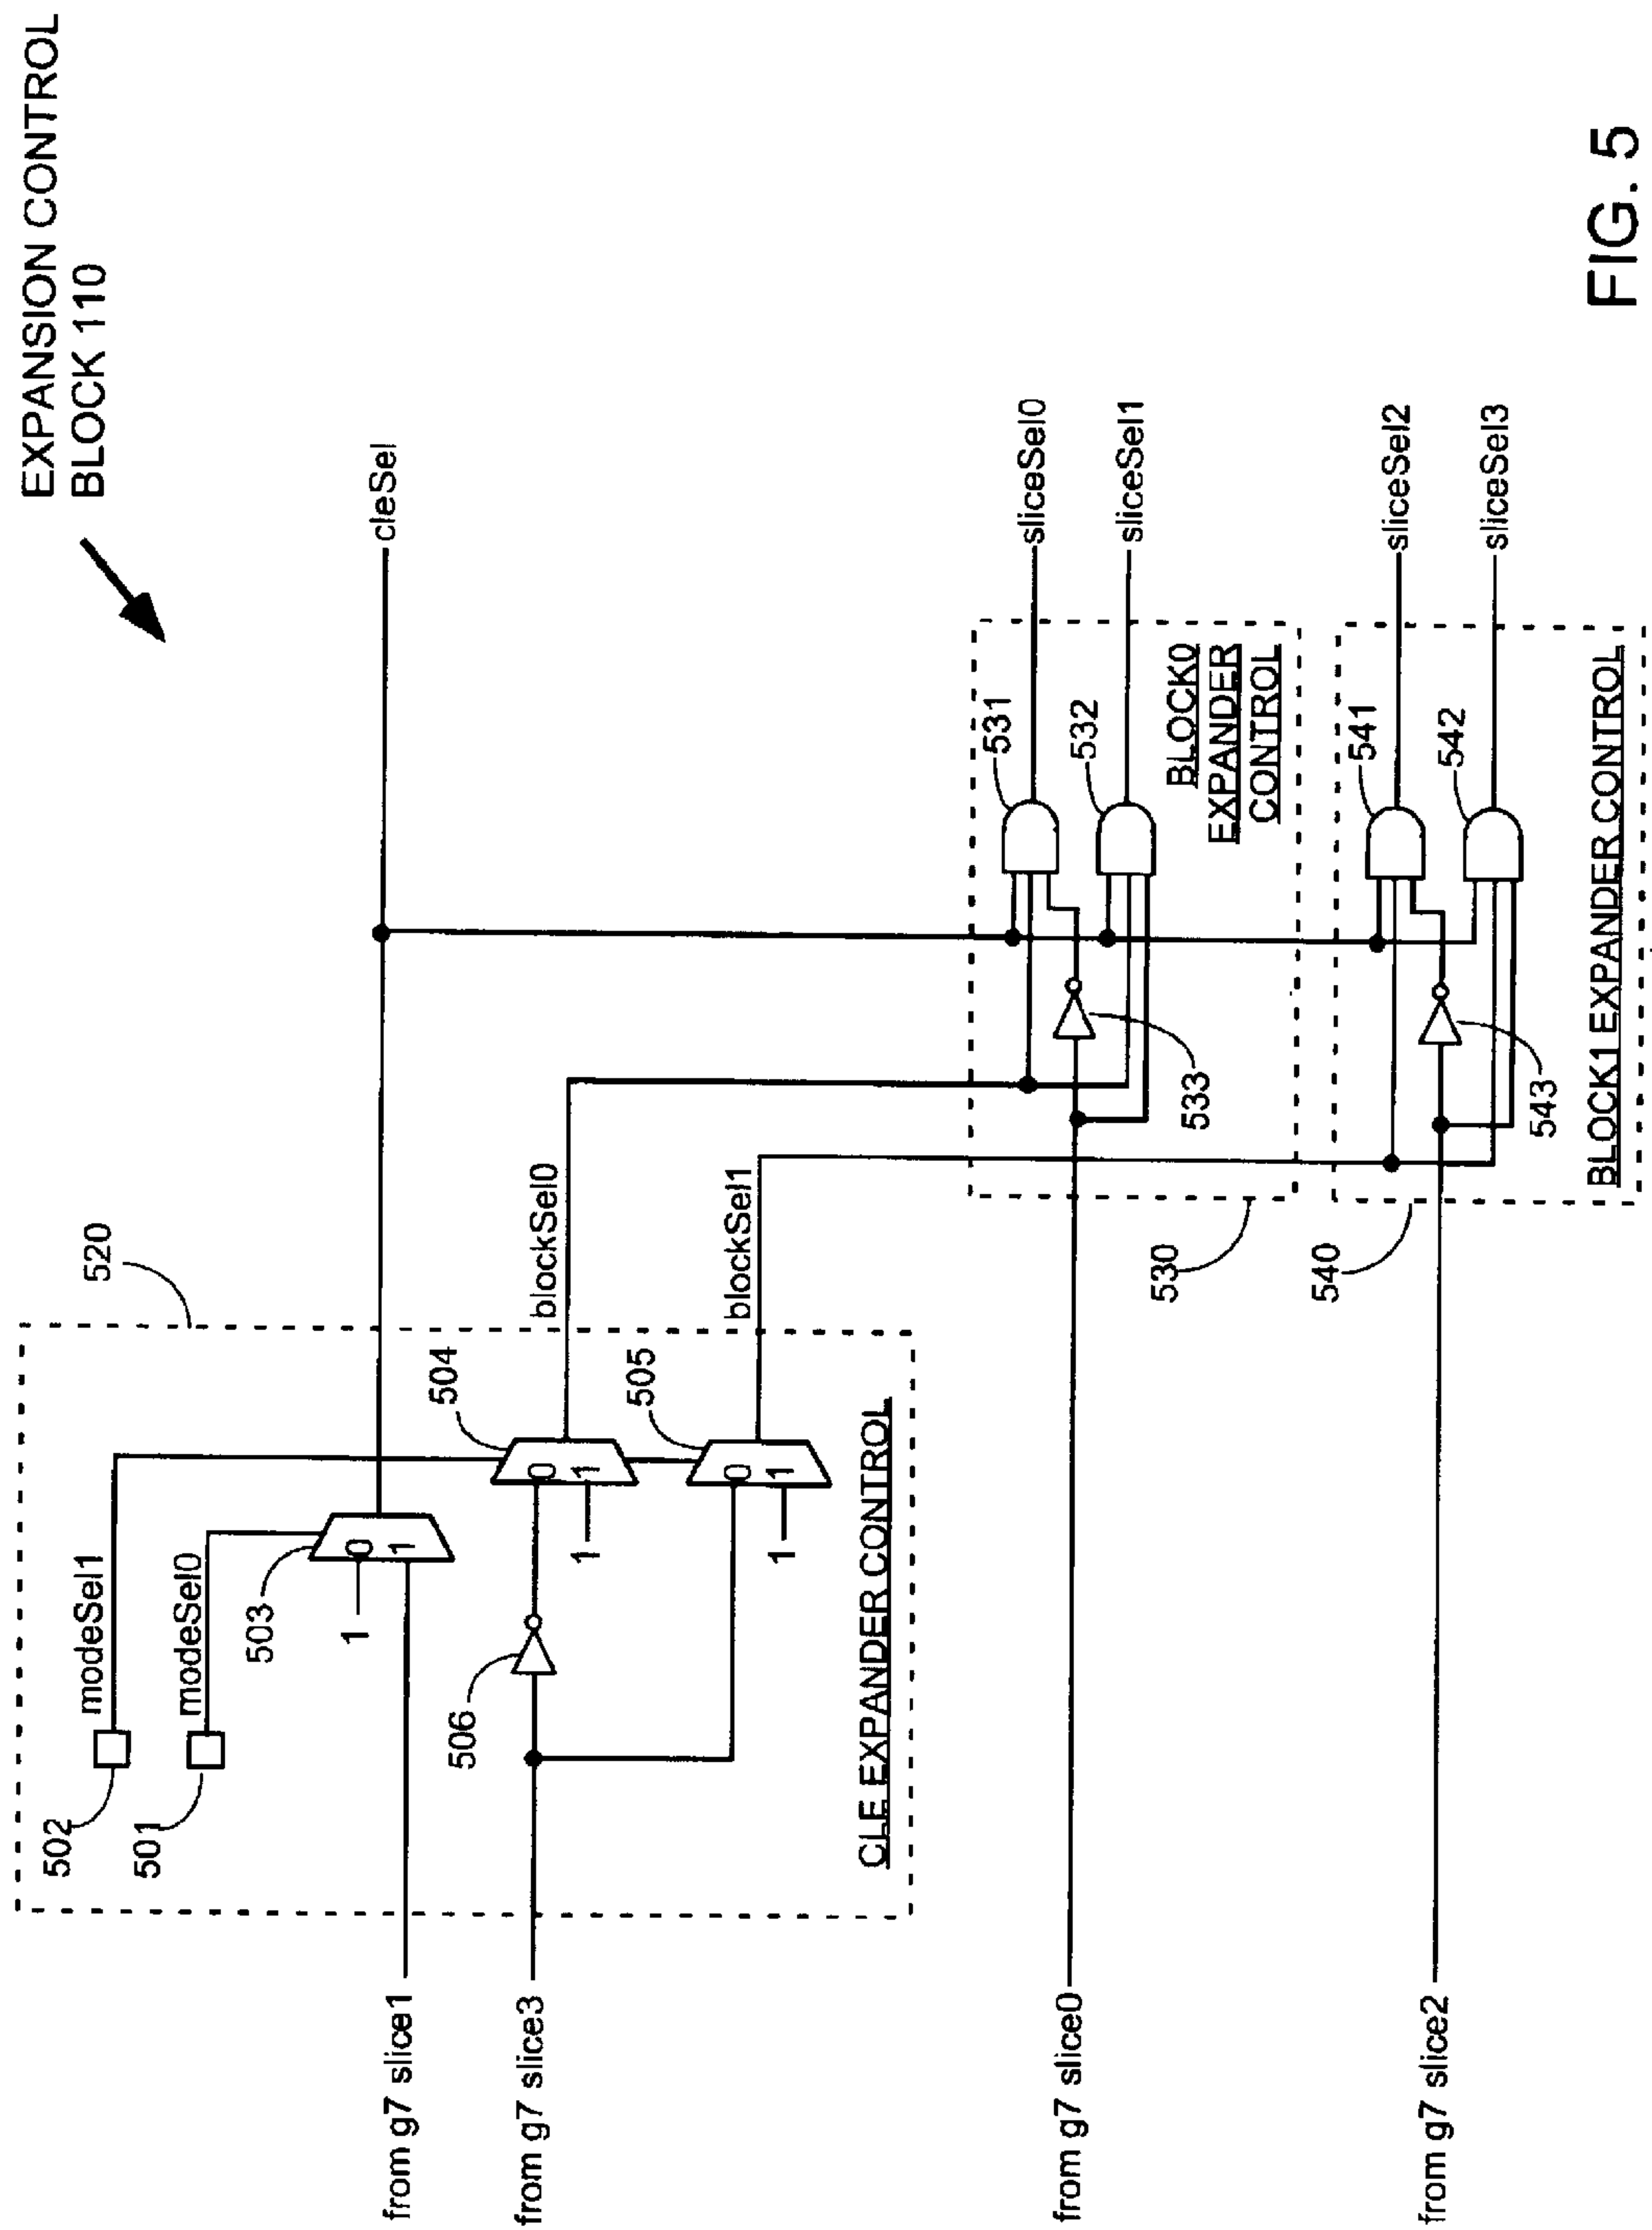 EXPANSION CONTROL
BLOCK 110
520
502
modeSel1
501
modeSel0
503
0
1
1
cleSel
from g7 slice1
504
506
0
1
1
blockSel0
from g7 slice3
505
0
1
1
blockSel1
CLE EXPANDER CONTROL
531
sliceSel0
532
sliceSel1
from g7 slice0
533
BLOCK0
EXPANDER
CONTROL
530
541
sliceSel2
542
sliceSel3
from g7 slice2
543
540
BLOCK1 EXPANDER CONTROL
FIG. 5